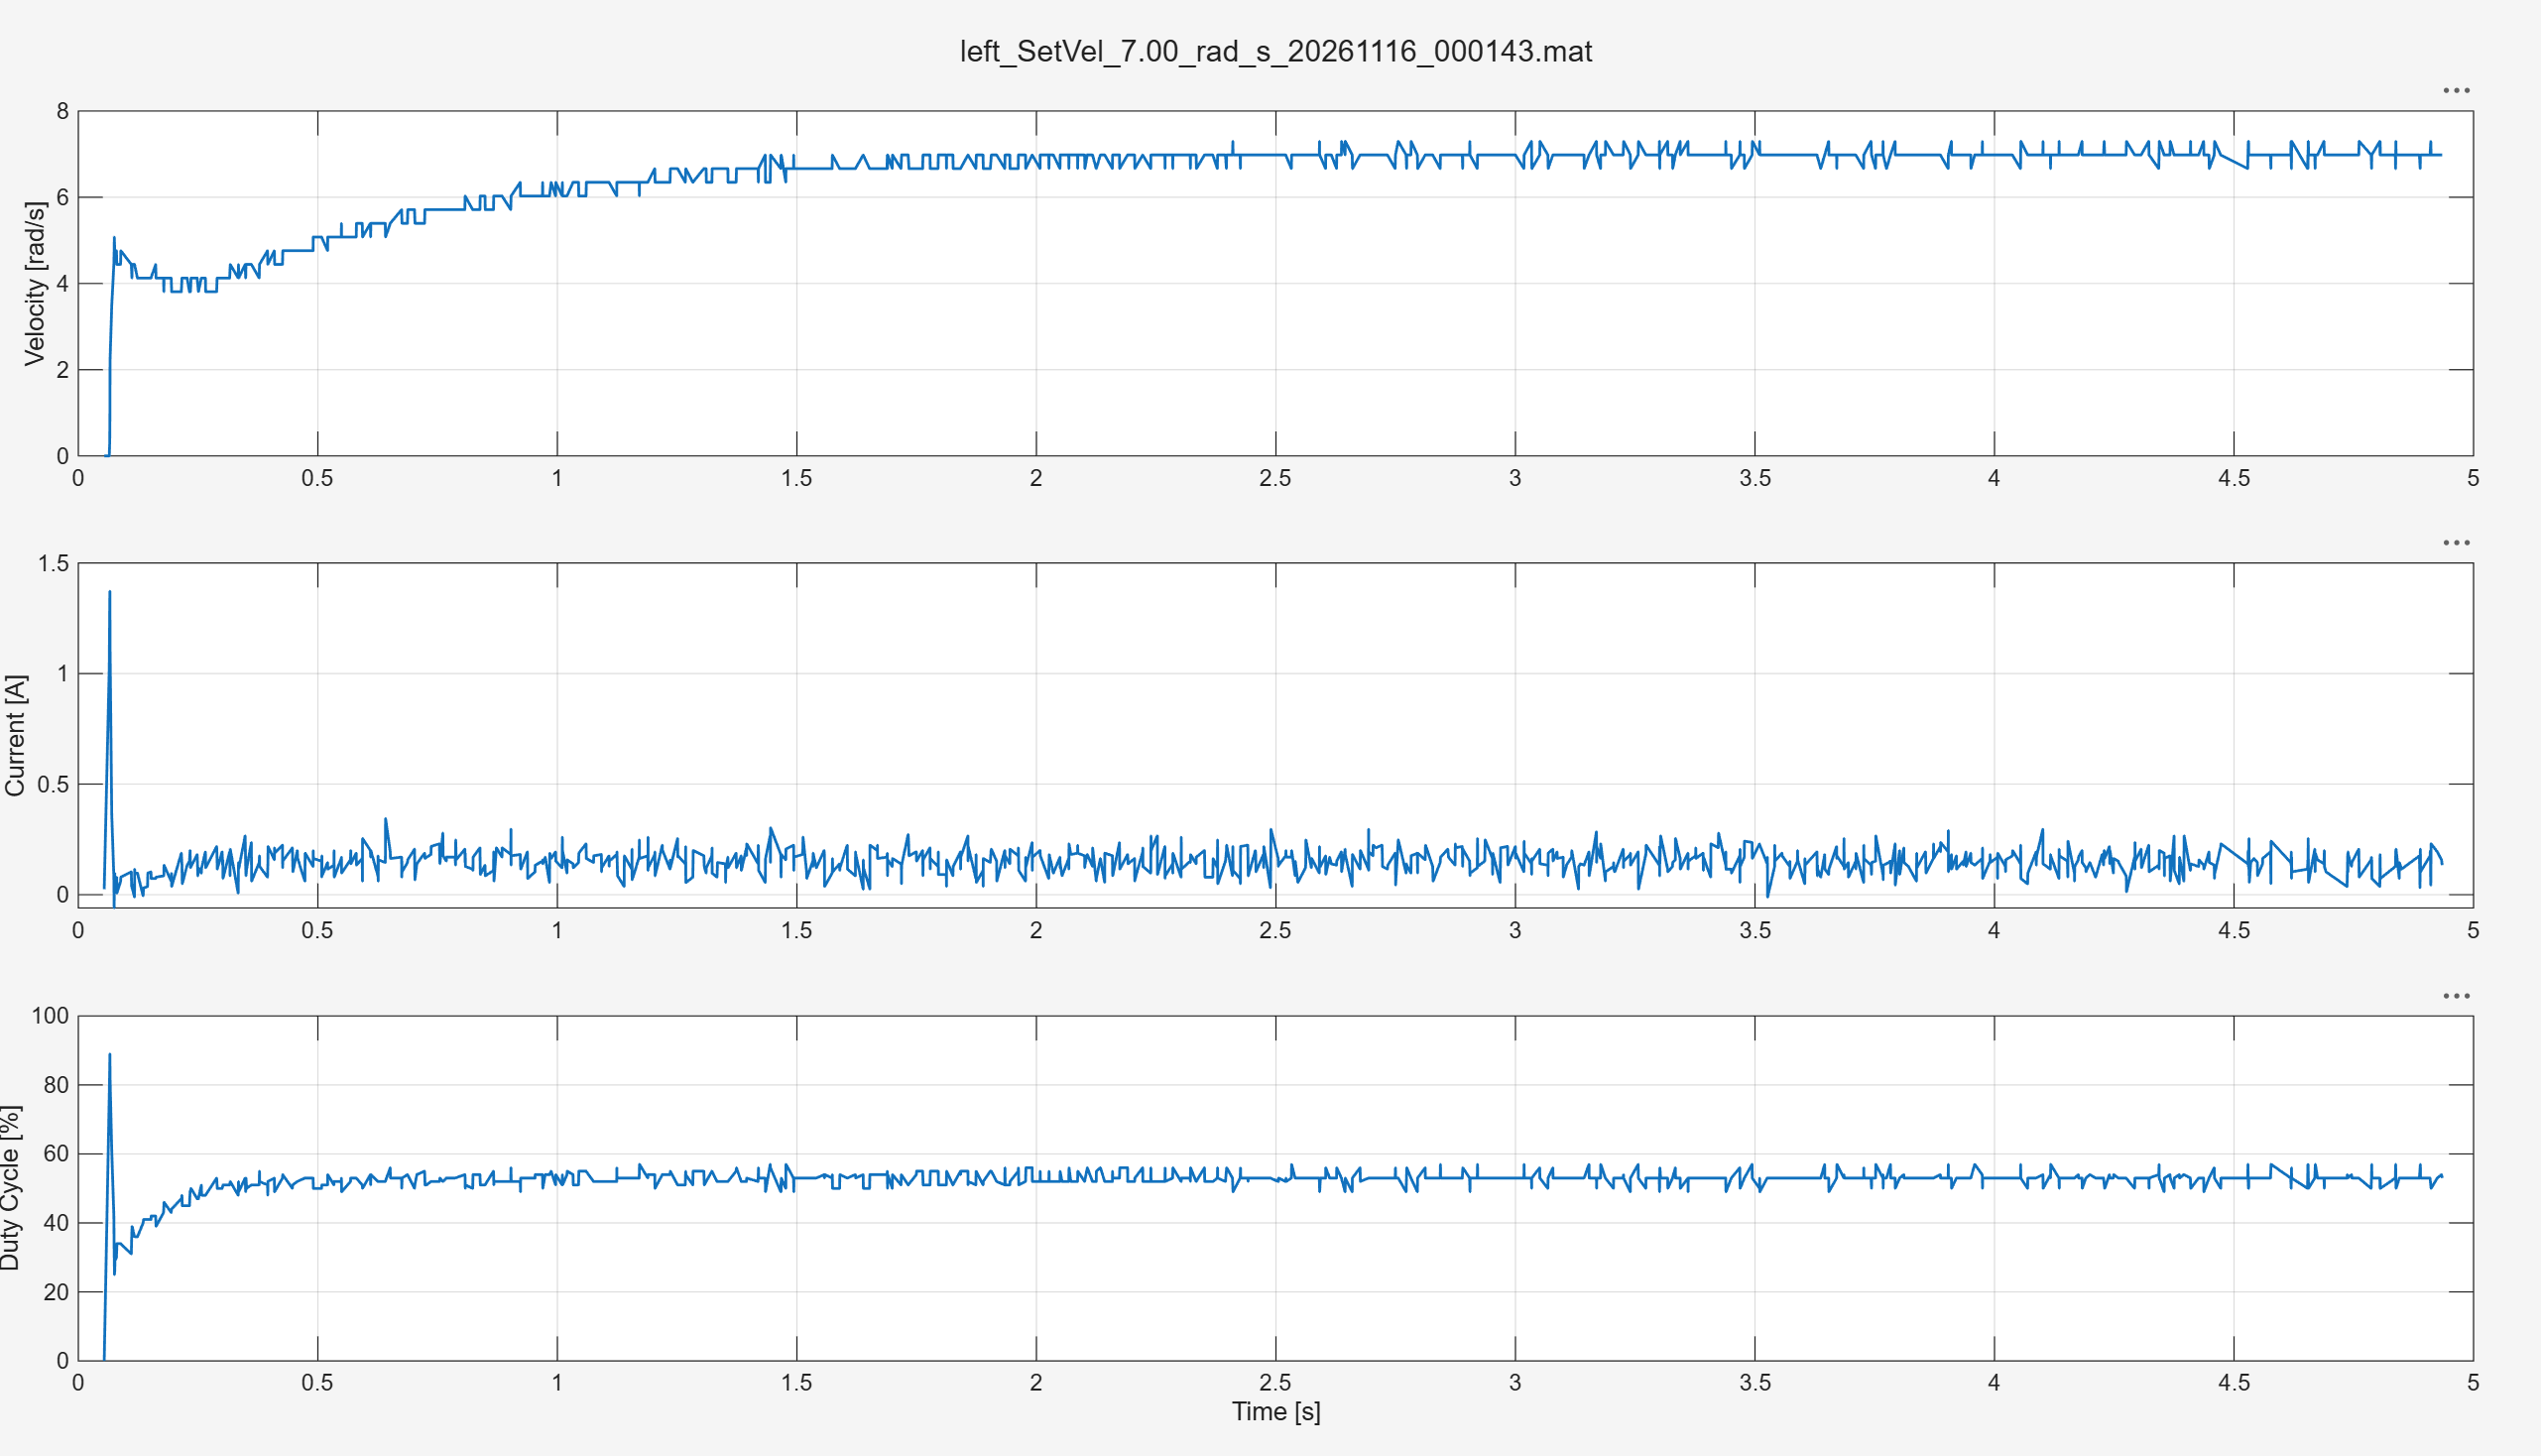 left_SetVel_7.00_rad_s_20261116_000143.mat
8
6
4
2
0
Velocity [rad/s]
0 0.5 1 1.5 2 2.5 3 3.5 4 4.5 5
1.5
1
0.5
0
Current [A]
0 0.5 1 1.5 2 2.5 3 3.5 4 4.5 5
100
80
60
40
20
0
Duty Cycle [%]
0 0.5 1 1.5 2 2.5 3 3.5 4 4.5 5
Time [s]